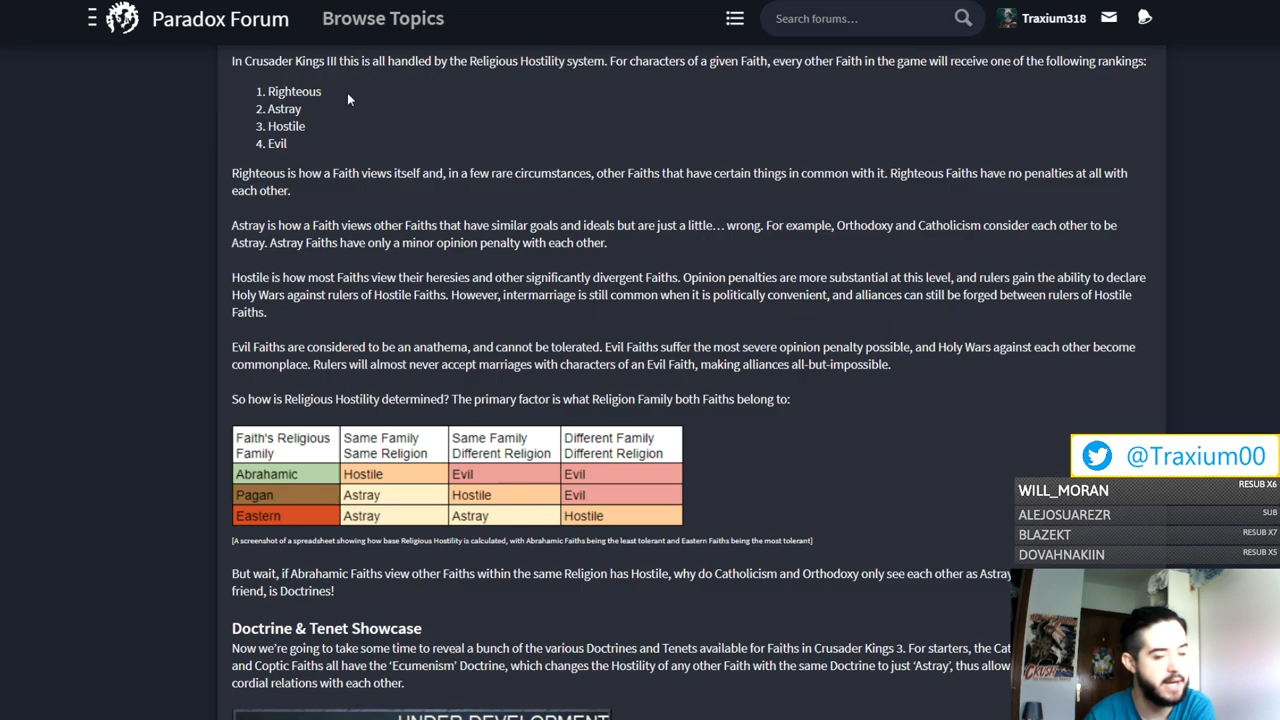 Paradox Forum Browse Topics Search forums... Traxium318
In Crusader Kings III this is all handled by the Religious Hostility system. For characters of a given Faith, every other Faith in the game will receive one of the following rankings:
1. Righteous
2. Astray
3. Hostile
4. Evil
Righteous is how a Faith views itself and, in a few rare circumstances, other Faiths that have certain things in common with it. Righteous Faiths have no penalties at all with
each other.
Astray is how a Faith views other Faiths that have similar goals and ideals but are just a little… wrong. For example, Orthodoxy and Catholicism consider each other to be
Astray. Astray Faiths have only a minor opinion penalty with each other.
Hostile is how most Faiths view their heresies and other significantly divergent Faiths. Opinion penalties are more substantial at this level, and rulers gain the ability to declare
Holy Wars against rulers of Hostile Faiths. However, intermarriage is still common when it is politically convenient, and alliances can still be forged between rulers of Hostile
Faiths.
Evil Faiths are considered to be an anathema, and cannot be tolerated. Evil Faiths suffer the most severe opinion penalty possible, and Holy Wars against each other become
commonplace. Rulers will almost never accept marriages with characters of an Evil Faith, making alliances all-but-impossible.
So how is Religious Hostility determined? The primary factor is what Religion Family both Faiths belong to:
Faith's Religious Same Family Same Family Different Family
Family Same Religion Different Religion Different Religion
Abrahamic Hostile Evil Evil
Pagan Astray Hostile Evil
Eastern Astray Astray Hostile
[A screenshot of a spreadsheet showing how base Religious Hostility is calculated, with Abrahamic Faiths being the least tolerant and Eastern Faiths being the most tolerant]
But wait, if Abrahamic Faiths view other Faiths within the same Religion has Hostile, why do Catholicism and Orthodoxy only see each other as Astray
friend, is Doctrines!
Doctrine & Tenet Showcase
Now we're going to take some time to reveal a bunch of the various Doctrines and Tenets available for Faiths in Crusader Kings 3. For starters, the Cat
and Coptic Faiths all have the 'Ecumenism' Doctrine, which changes the Hostility of any other Faith with the same Doctrine to just 'Astray', thus allow
cordial relations with each other.
UNDER DEVELOPMENT
@Traxium00
WILL_MORAN RESUB X6
ALEJOSUAREZR SUB
BLAZEKT RESUB X7
DOVAHNAKIIN RESUB X5
CRUSH